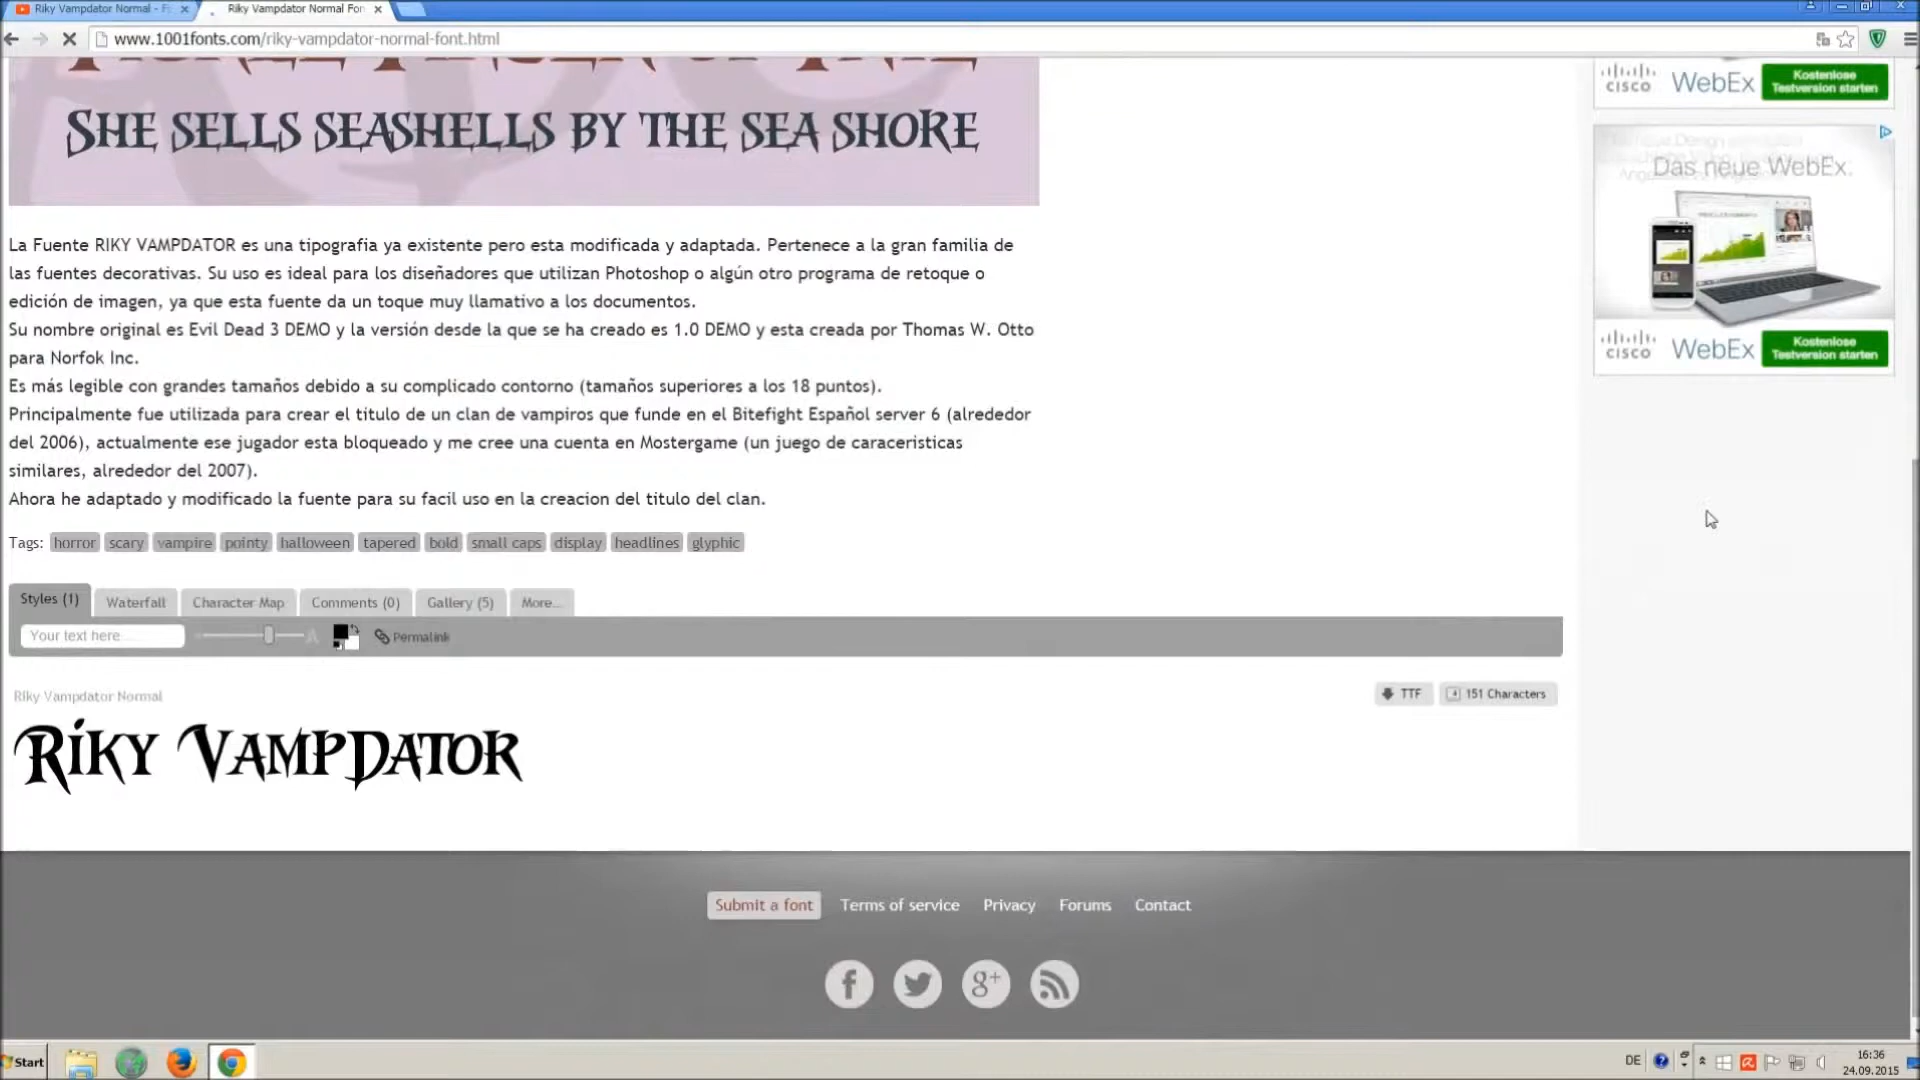 Riky Vampdator Normal - F
Riky Vampdator Normal Fon
www.1001fonts.com/riky-vampdator-normal-font.html
She sells seashells by the sea shore
La Fuente RIKY VAMPDATOR es una tipografia ya existente pero esta modificada y adaptada. Pertenece a la gran familia de
las fuentes decorativas. Su uso es ideal para los diseñadores que utilizan Photoshop o algún otro programa de retoque o
edición de imagen, ya que esta fuente da un toque muy llamativo a los documentos.
Su nombre original es Evil Dead 3 DEMO y la versión desde la que se ha creado es 1.0 DEMO y esta creada por Thomas W. Otto
para Norfok Inc.
Es más legible con grandes tamaños debido a su complicado contorno (tamaños superiores a los 18 puntos).
Principalmente fue utilizada para crear el titulo de un clan de vampiros que funde en el Bitefight Español server 6 (alrededor
del 2006), actualmente ese jugador esta bloqueado y me cree una cuenta en Mostergame (un juego de caraceristicas
similares, alrededor del 2007).
Ahora he adaptado y modificado la fuente para su facil uso en la creacion del titulo del clan.
Tags: horror scary vampire pointy halloween tapered bold small caps display headlines glyphic
Styles (1) Waterfall Character Map Comments (0) Gallery (5) More...
Your text here... A Permalink
Riky Vampdator Normal
TTF 151 Characters
Riky VampDator
CISCO WebEx Kostenlose
Testversion starten
Das neue WebEx.
CISCO WebEx Kostenlose
Testversion starten
Submit a font Terms of service Privacy Forums Contact
Start
DE
16:36
24.09.2015